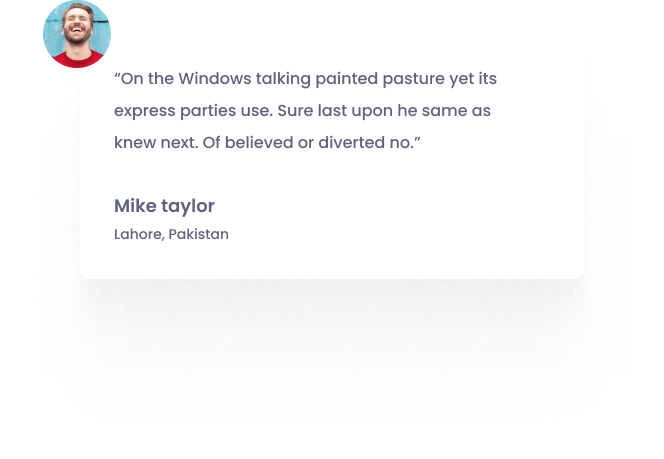 “On the Windows talking painted pasture yet its
express parties use. Sure last upon he same as
knew next. Of believed or diverted no.”
Mike taylor
Lahore, Pakistan